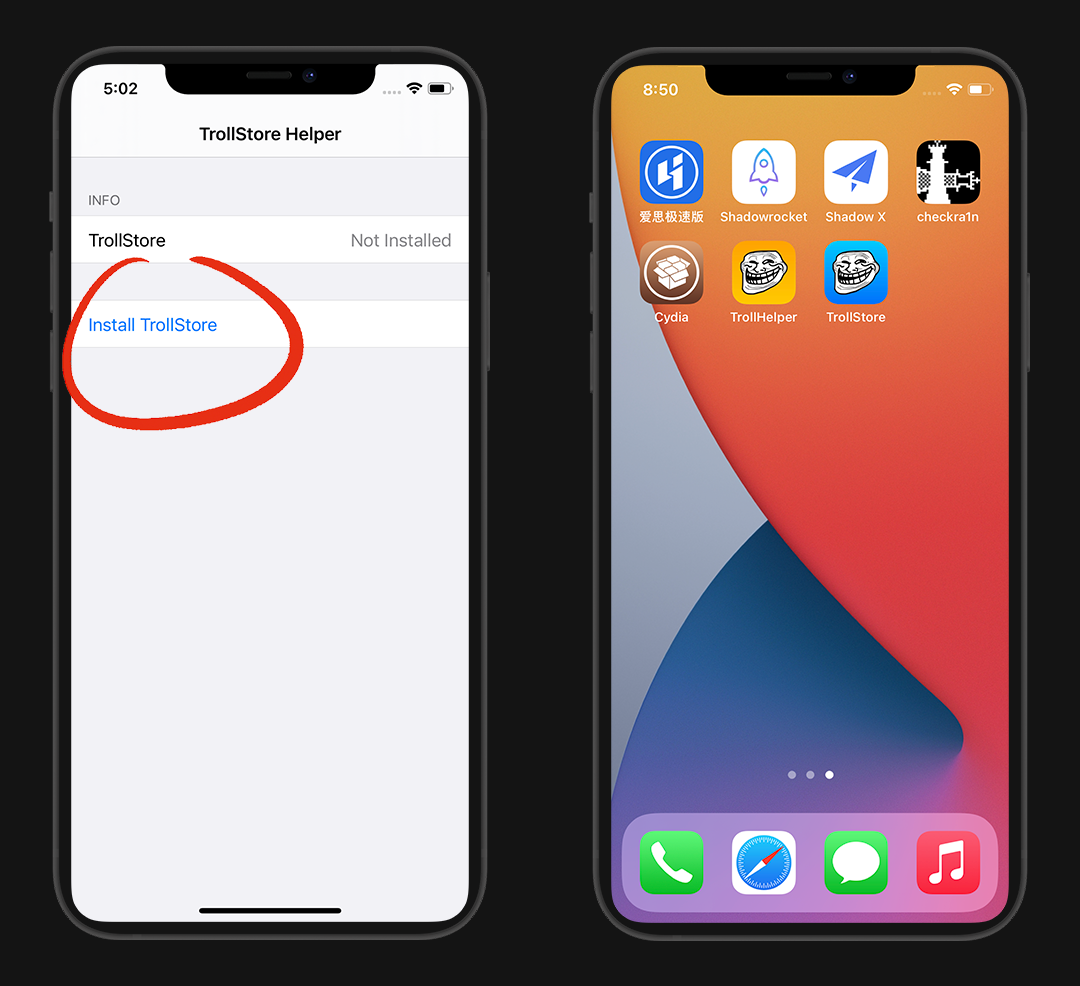 5:02
TrollStore Helper
INFO
TrollStore Not Installed
Install TrollStore
8:50
爱思极速版 Shadowrocket Shadow X checkra1n
Cydia TrollHelper TrollStore